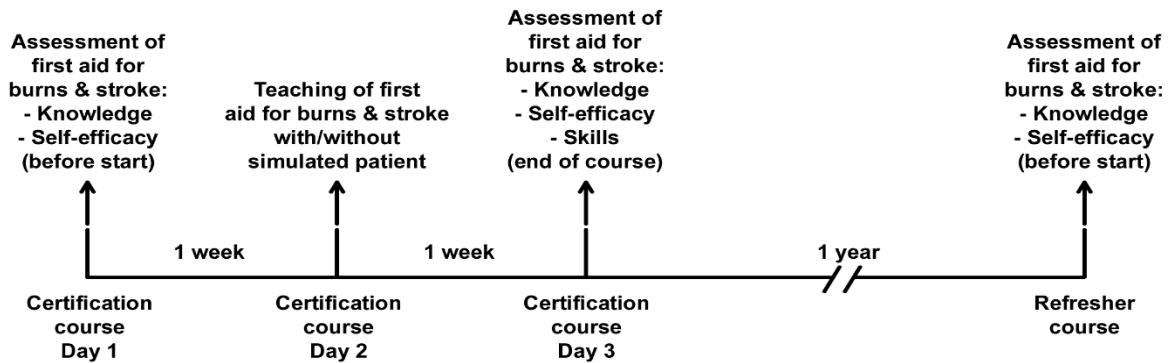 Assessment of
first aid for
burns & stroke:
- Knowledge
- Self-efficacy
(before start)
Teaching of first
aid for burns & stroke
with/without
simulated patient
Assessment of
first aid for
burns & stroke:
- Knowledge
- Self-efficacy
- Skills
(end of course)
Assessment of
first aid for
burns & stroke:
- Knowledge
- Self-efficacy
(before start)
1 week
1 week
1 year
Certification
course
Day 1
Certification
course
Day 2
Certification
course
Day 3
Refresher
course